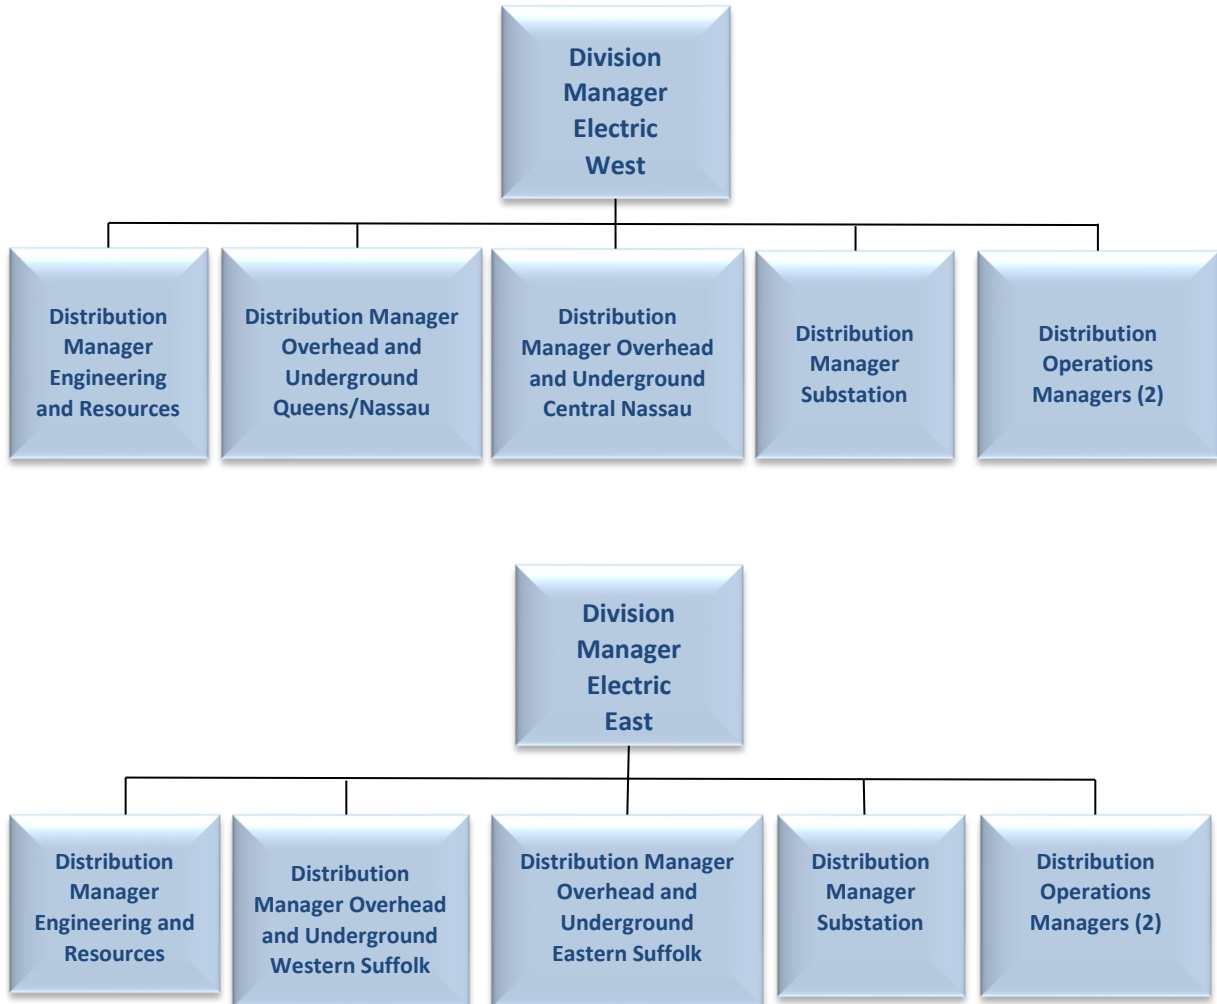 Division
Manager
Electric
West
Distribution
Manager
Engineering
and Resources
Distribution Manager
Overhead and
Underground
Queens/Nassau
Distribution
Manager Overhead
and Underground
Central Nassau
Distribution
Manager
Substation
Distribution
Operations
Managers (2)
Division
Manager
Electric
East
Distribution
Manager
Engineering and
Resources
Distribution
Manager Overhead
and Underground
Western Suffolk
Distribution Manager
Overhead and
Underground
Eastern Suffolk
Distribution
Manager
Substation
Distribution
Operations
Managers (2)